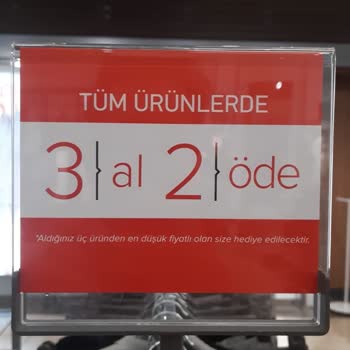 TÜM ÜRÜNLERDE
3 al 2 öde
*Aldığınız üç üründen en düşük fiyatlı olan size hediye edilecektir.